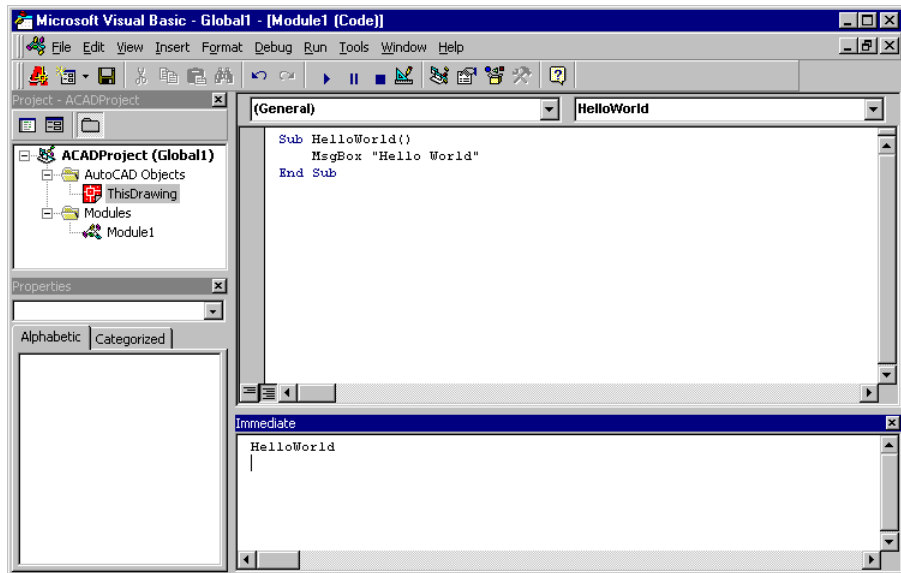 Microsoft Visual Basic - Global1 - [Module1 (Code)]
File Edit View Insert Format Debug Run Tools Window Help
Project - ACADProject
ACADProject (Global1)
AutoCAD Objects
ThisDrawing
Modules
Module1
Properties
Alphabetic Categorized
(General) HelloWorld
Sub HelloWorld()
MsgBox "Hello World"
End Sub
Immediate
HelloWorld